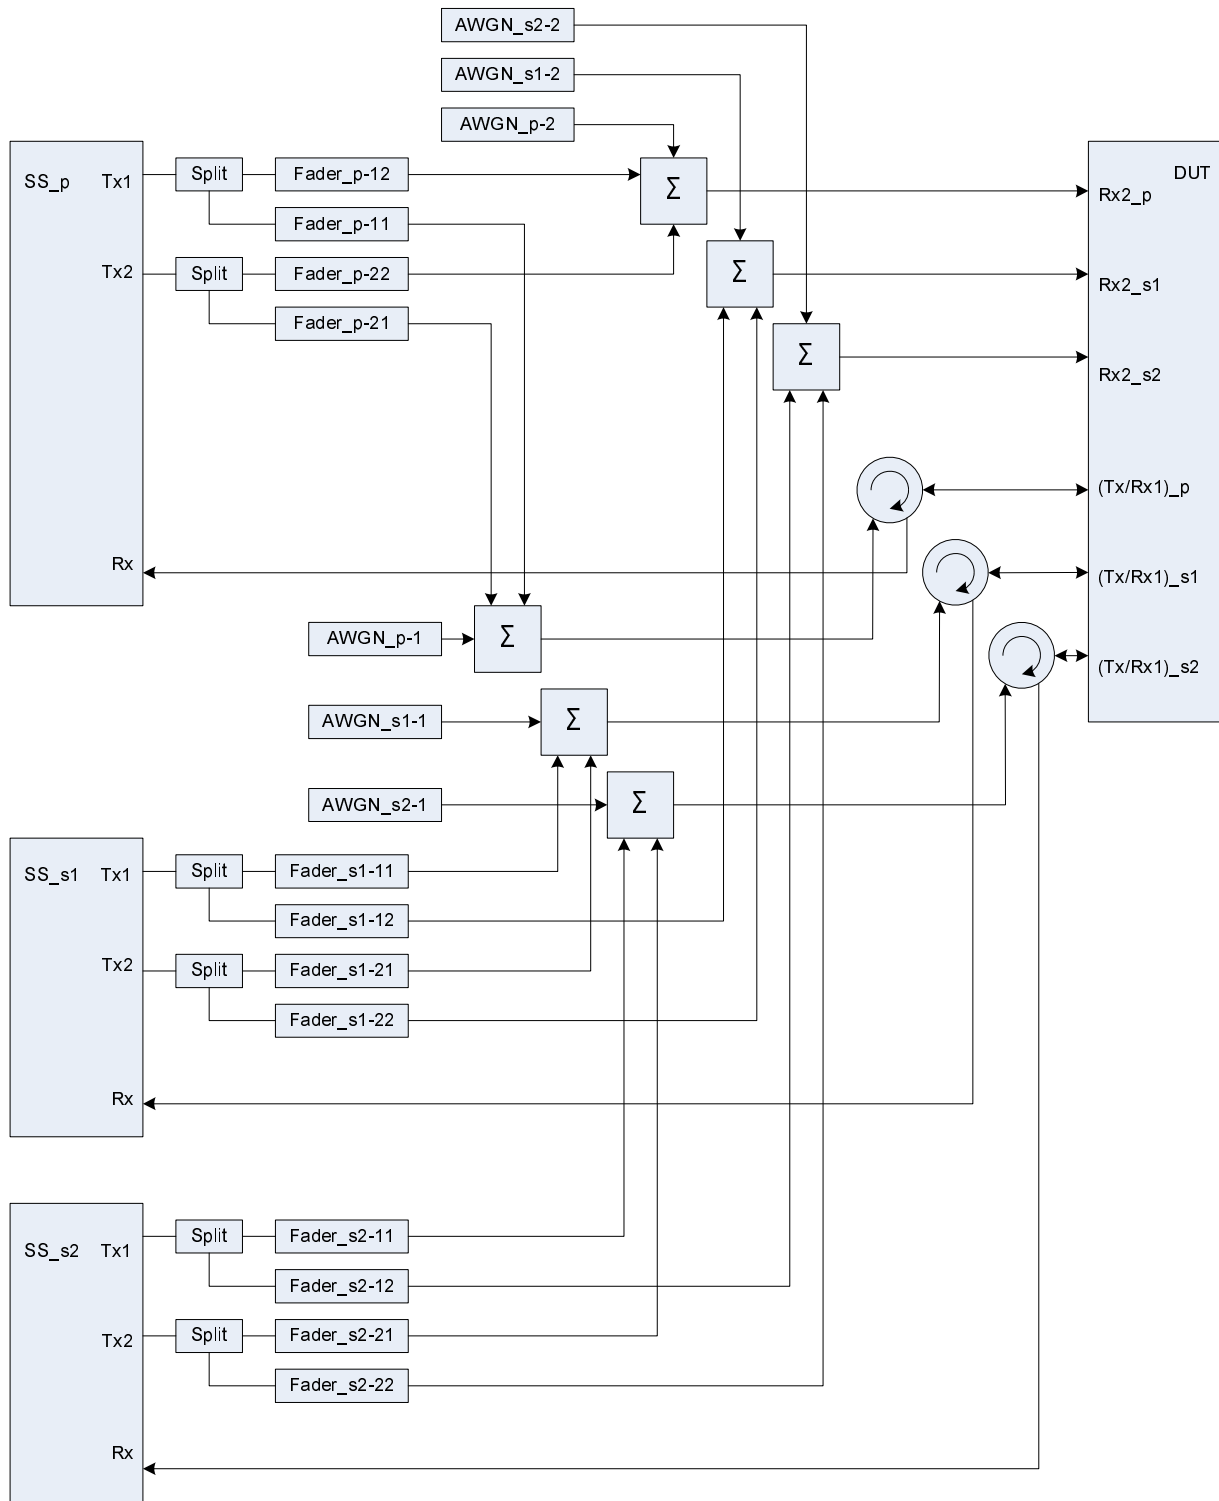 AWGN_s2-2
AWGN_s1-2
AWGN_p-2
SS_p
Tx1
Split
Fader_p-12
Σ
DUT
Rx2_p
Fader_p-11
Tx2
Split
Fader_p-22
Σ
Rx2_s1
Fader_p-21
Σ
Rx2_s2
(Tx/Rx1)_p
Rx
(Tx/Rx1)_s1
AWGN_p-1
Σ
(Tx/Rx1)_s2
AWGN_s1-1
Σ
AWGN_s2-1
Σ
SS_s1
Tx1
Split
Fader_s1-11
Fader_s1-12
Tx2
Split
Fader_s1-21
Fader_s1-22
Rx
SS_s2
Tx1
Split
Fader_s2-11
Fader_s2-12
Tx2
Split
Fader_s2-21
Fader_s2-22
Rx